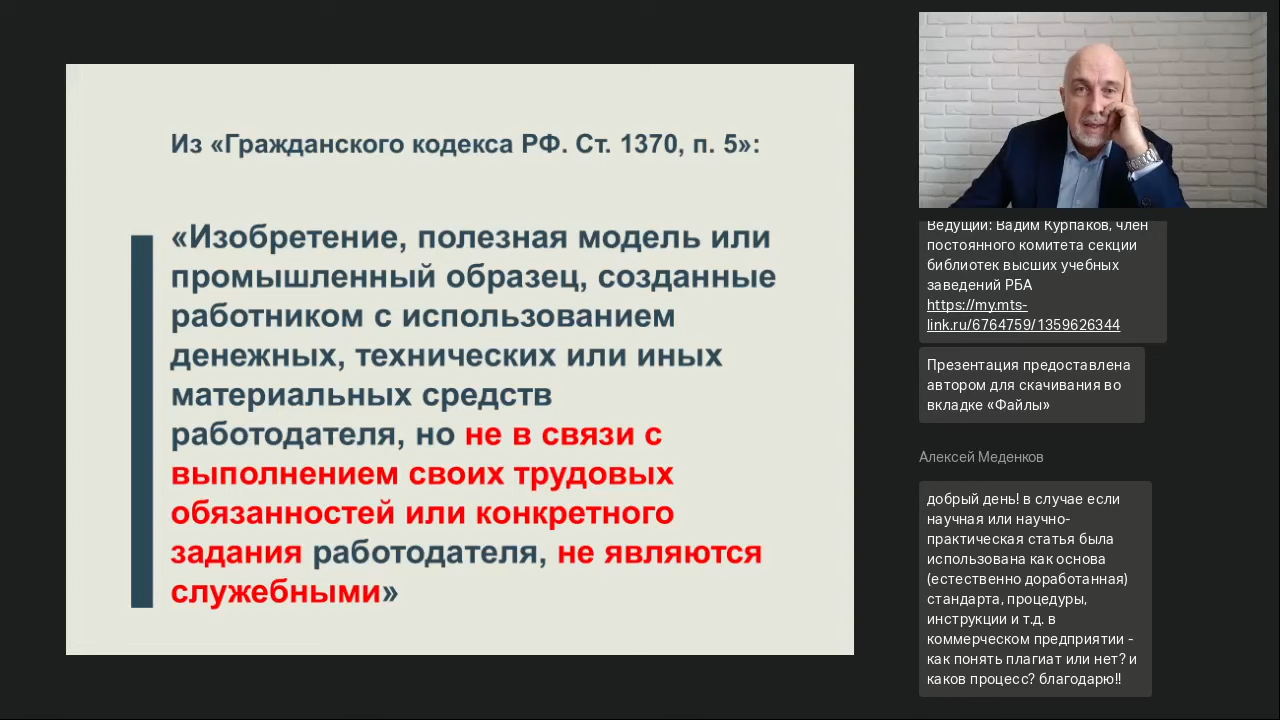 Из «Гражданского кодекса РФ. Ст. 1370, п. 5»:
«Изобретение, полезная модель или
промышленный образец, созданные
работником с использованием
денежных, технических или иных
материальных средств
работодателя, но не в связи с
выполнением своих трудовых
обязанностей или конкретного
задания работодателя, не являются
служебными»
Ведущий: Вадим Курпаков, член
постоянного комитета секции
библиотек высших учебных
заведений РБА
https://my.mts-
link.ru/6764759/1359626344
Презентация предоставлена
автором для скачивания во
вкладке «Файлы»
Алексей Меденков
добрый день! в случае если
научная или научно-
практическая статья была
использована как основа
(естественно доработанная)
стандарта, процедуры,
инструкции и т.д. в
коммерческом предприятии -
как понять плагиат или нет? и
каков процесс? благодарю!!